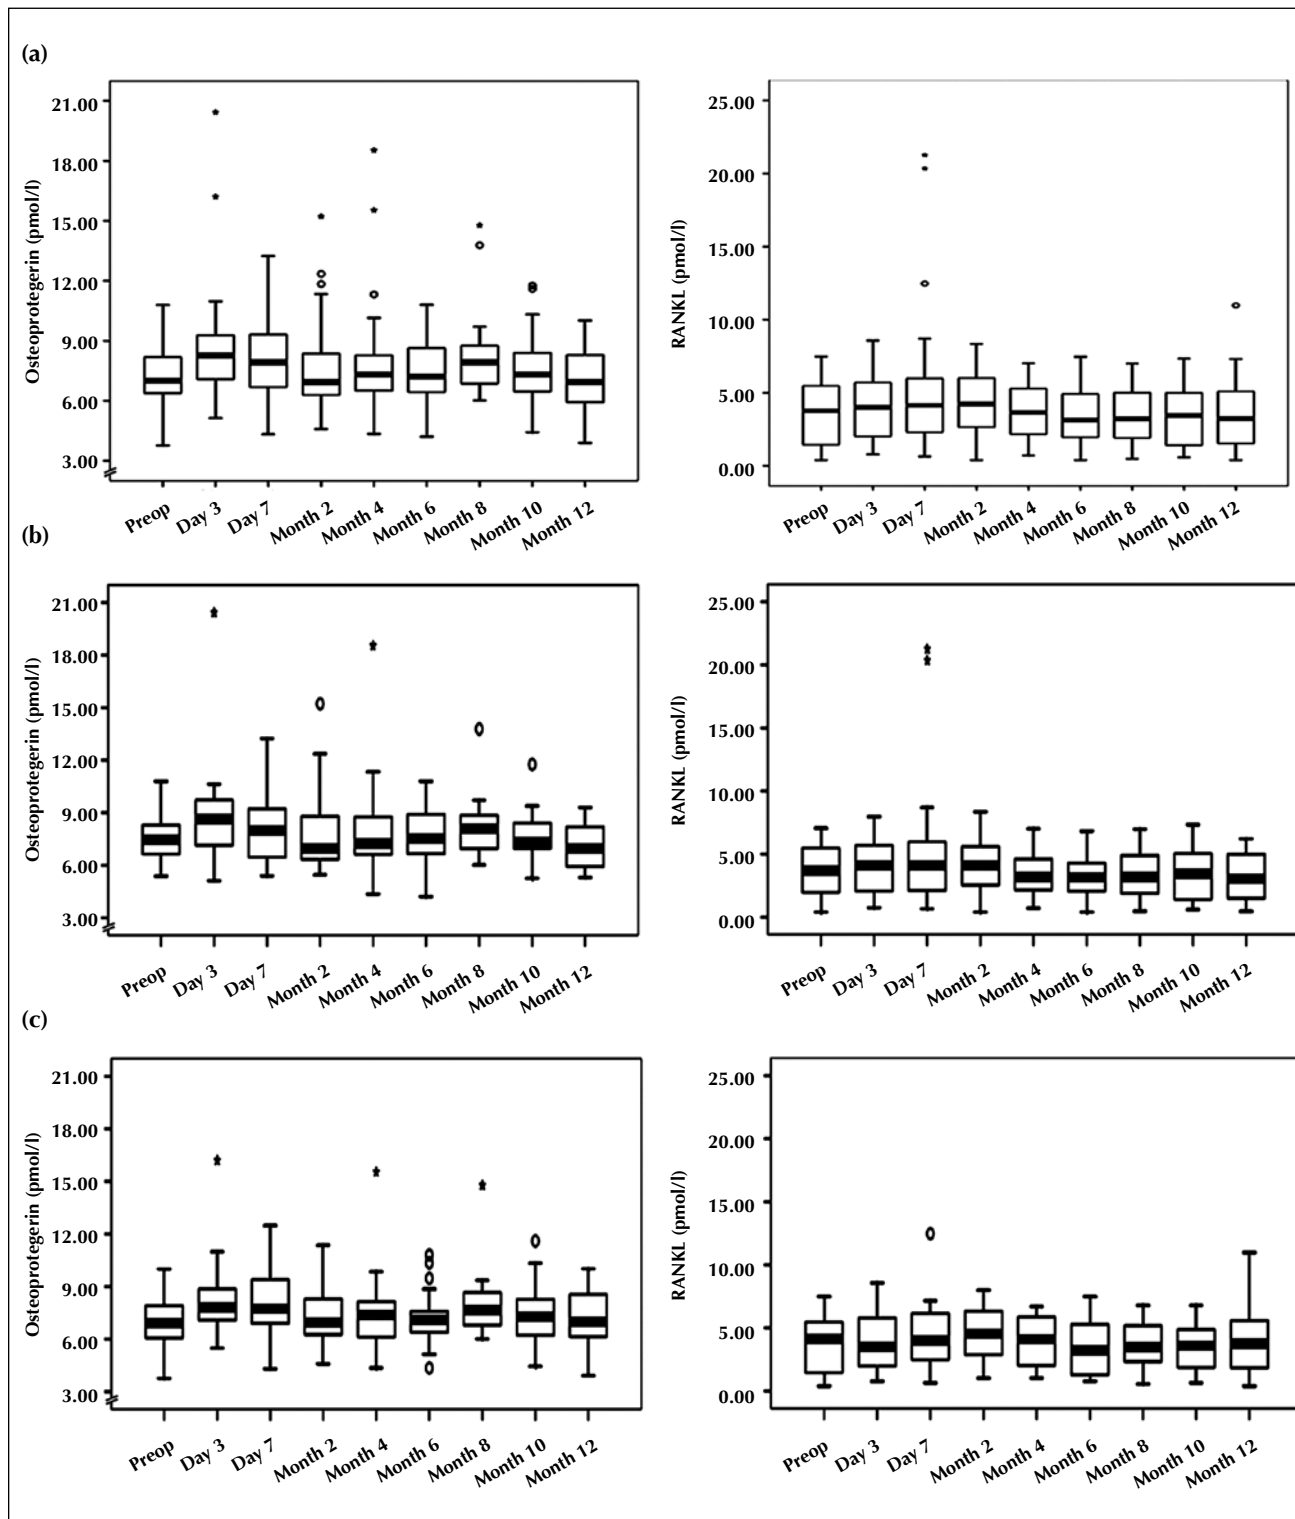 (a)
Osteoprotegerin (pmol/l)
21.00
18.00
15.00
12.00
9.00
6.00
3.00
Preop Day 3 Day 7 Month 2 Month 4 Month 6 Month 8 Month 10 Month 12
RANKL (pmol/l)
25.00
20.00
15.00
10.00
5.00
0.00
Preop Day 3 Day 7 Month 2 Month 4 Month 6 Month 8 Month 10 Month 12
(b)
Osteoprotegerin (pmol/l)
21.00
18.00
15.00
12.00
9.00
6.00
3.00
Preop Day 3 Day 7 Month 2 Month 4 Month 6 Month 8 Month 10 Month 12
RANKL (pmol/l)
25.00
20.00
15.00
10.00
5.00
0.00
Preop Day 3 Day 7 Month 2 Month 4 Month 6 Month 8 Month 10 Month 12
(c)
Osteoprotegerin (pmol/l)
21.00
18.00
15.00
12.00
9.00
6.00
3.00
Preop Day 3 Day 7 Month 2 Month 4 Month 6 Month 8 Month 10 Month 12
RANKL (pmol/l)
25.00
20.00
15.00
10.00
5.00
0.00
Preop Day 3 Day 7 Month 2 Month 4 Month 6 Month 8 Month 10 Month 12